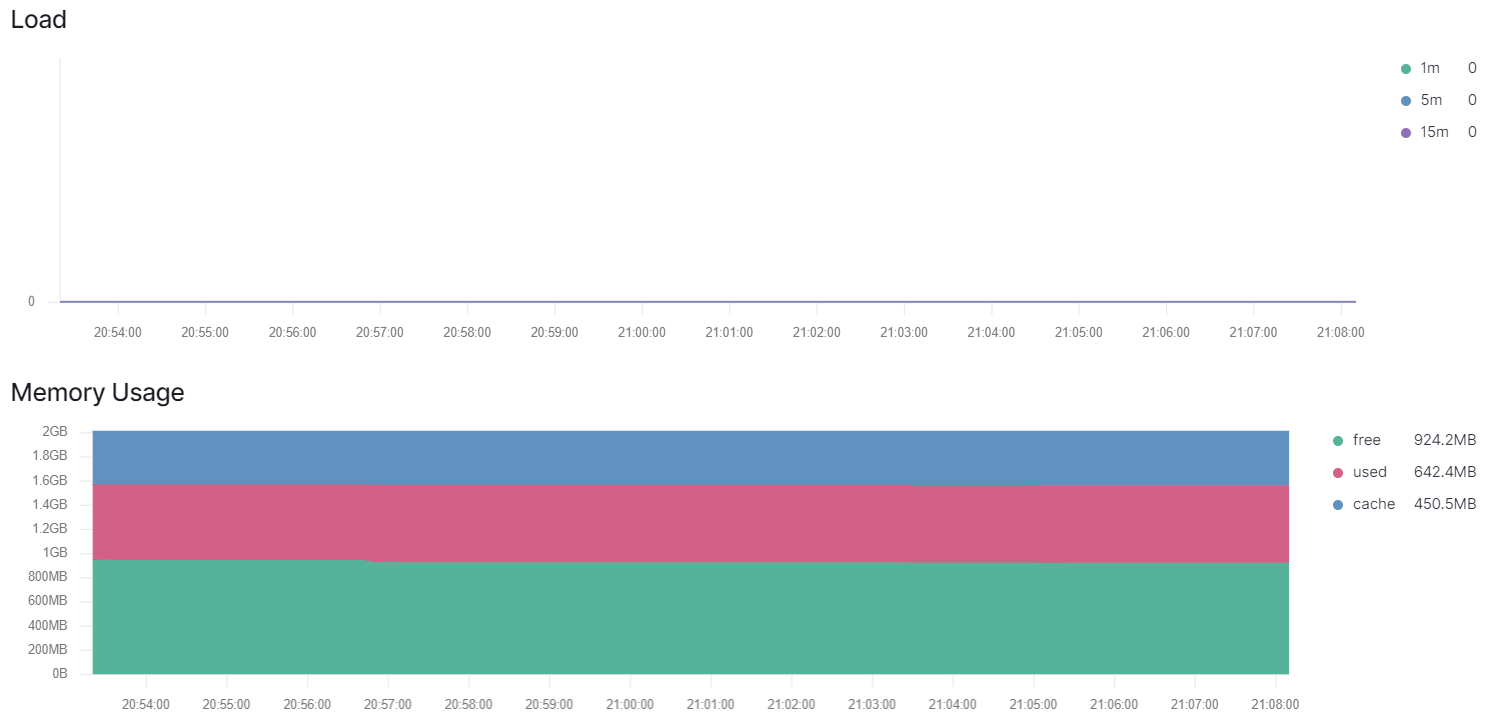 Load
1m 0
5m 0
15m 0
0
20:54:00 20:55:00 20:56:00 20:57:00 20:58:00 20:59:00 21:00:00 21:01:00 21:02:00 21:03:00 21:04:00 21:05:00 21:06:00 21:07:00 21:08:00
Memory Usage
2GB
1.8GB
1.6GB
1.4GB
1.2GB
1GB
800MB
600MB
400MB
200MB
0B
free 924.2MB
used 642.4MB
cache 450.5MB
20:54:00 20:55:00 20:56:00 20:57:00 20:58:00 20:59:00 21:00:00 21:01:00 21:02:00 21:03:00 21:04:00 21:05:00 21:06:00 21:07:00 21:08:00